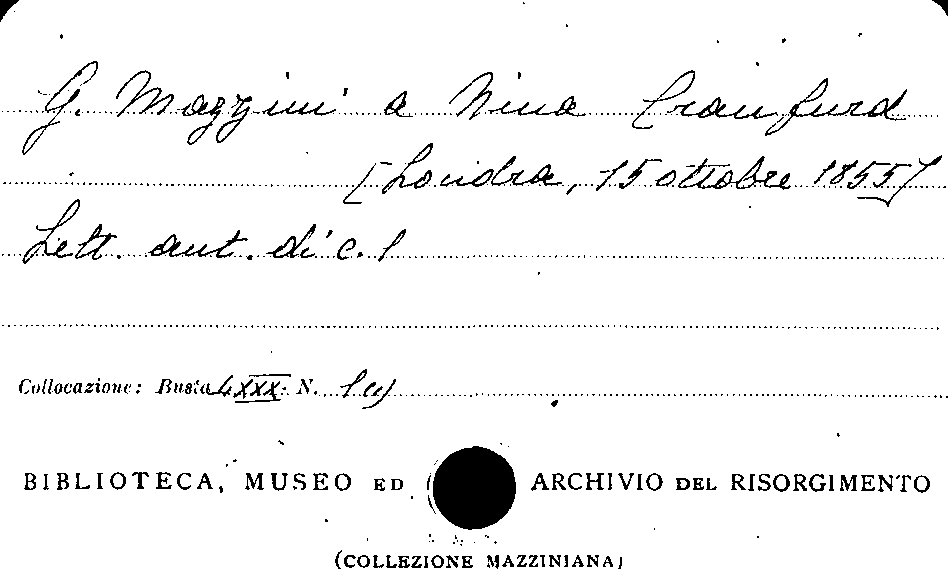 G. Mazzini a Nina Craufurd
[Londra, 15 ottobre 1855]
Lett. aut. di c. 1
Collocazione: Busta LXXX N. 1 (1)
BIBLIOTECA, MUSEO ED ARCHIVIO DEL RISORGIMENTO
(COLLEZIONE MAZZINIANA)